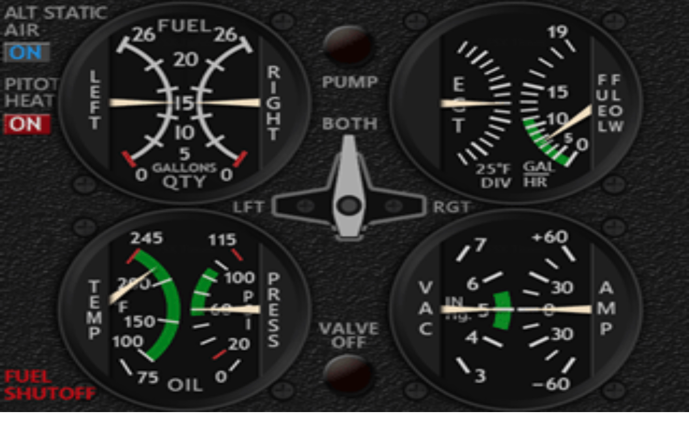 ALT STATIC
AIR
ON
PITOT
HEAT
ON
FUEL
26 26
20
15
10
5
0 0
LEFT
RIGHT
GALLONS
QTY
PUMP
BOTH
LFT
RGT
VALVE
OFF
EGT
25°F
DIV
19
15
10
5
0
GAL
HR
FUEL
FLOW
TEMP
245
200
F
150
100
75
OIL
115
100
60
20
0
PSI
PRESS
VAC
7
6
IN
Hg.
5
4
3
+60
30
0
30
-60
AMP
FUEL
SHUTOFF